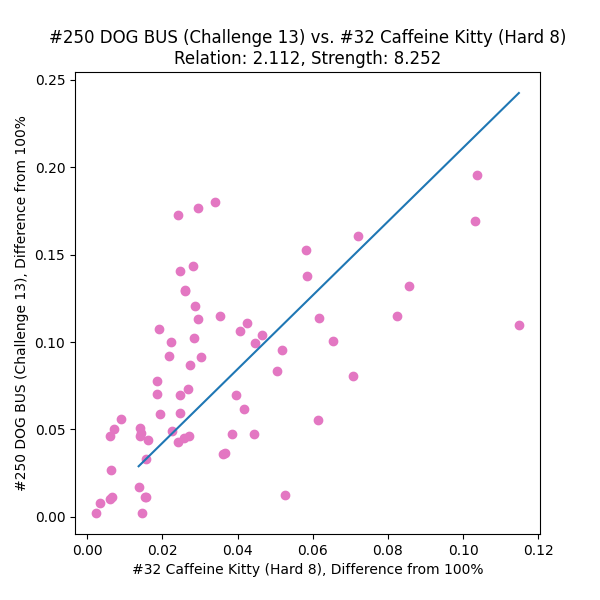 #250 DOG BUS (Challenge 13) vs. #32 Caffeine Kitty (Hard 8)
Relation: 2.112, Strength: 8.252
#250 DOG BUS (Challenge 13), Difference from 100%
0.25
0.20
0.15
0.10
0.05
0.00
0.00 0.02 0.04 0.06 0.08 0.10 0.12
#32 Caffeine Kitty (Hard 8), Difference from 100%